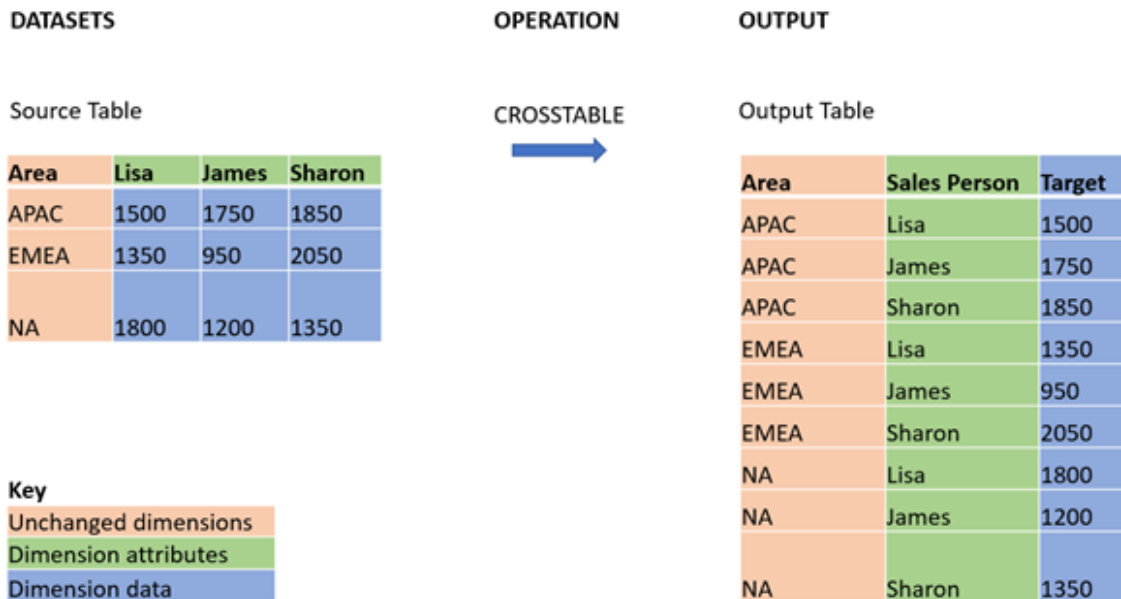 DATASETS OPERATION OUTPUT
Source Table CROSSTABLE Output Table
Area Lisa James Sharon
APAC 1500 1750 1850
EMEA 1350 950 2050
NA 1800 1200 1350
Key
Unchanged dimensions
Dimension attributes
Dimension data
Area Sales Person Target
APAC Lisa 1500
APAC James 1750
APAC Sharon 1850
EMEA Lisa 1350
EMEA James 950
EMEA Sharon 2050
NA Lisa 1800
NA James 1200
NA Sharon 1350